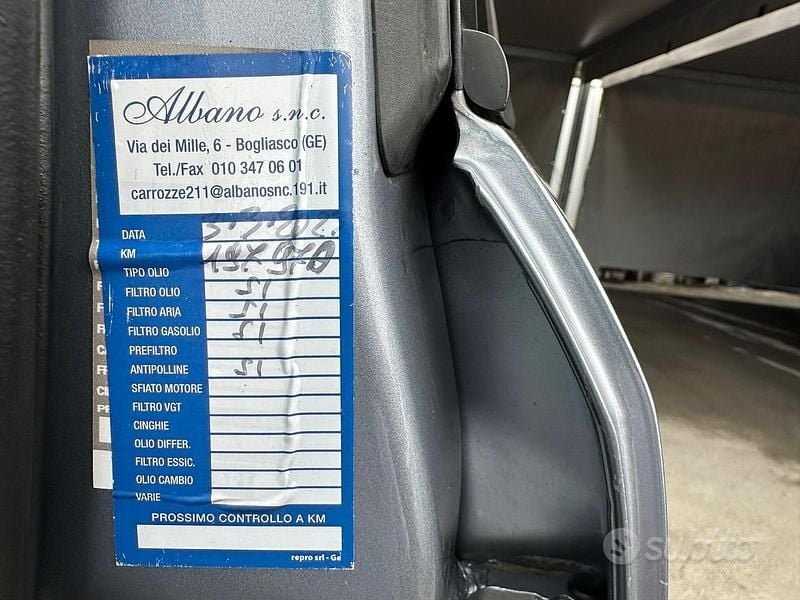 Albano s.n.c.
Via dei Mille, 6 - Bogliasco (GE)
Tel./Fax 010 347 06 01
carrozze211@albanosnc.191.it
DATA
KM
TIPO OLIO
FILTRO OLIO
FILTRO ARIA
FILTRO GASOLIO
PREFILTRO
ANTIPOLLINE
SFIATO MOTORE
FILTRO VGT
CINGHIE
OLIO DIFFER.
FILTRO ESSIC.
OLIO CAMBIO
VARIE
PROSSIMO CONTROLLO A KM
repro srl - Ge
subito